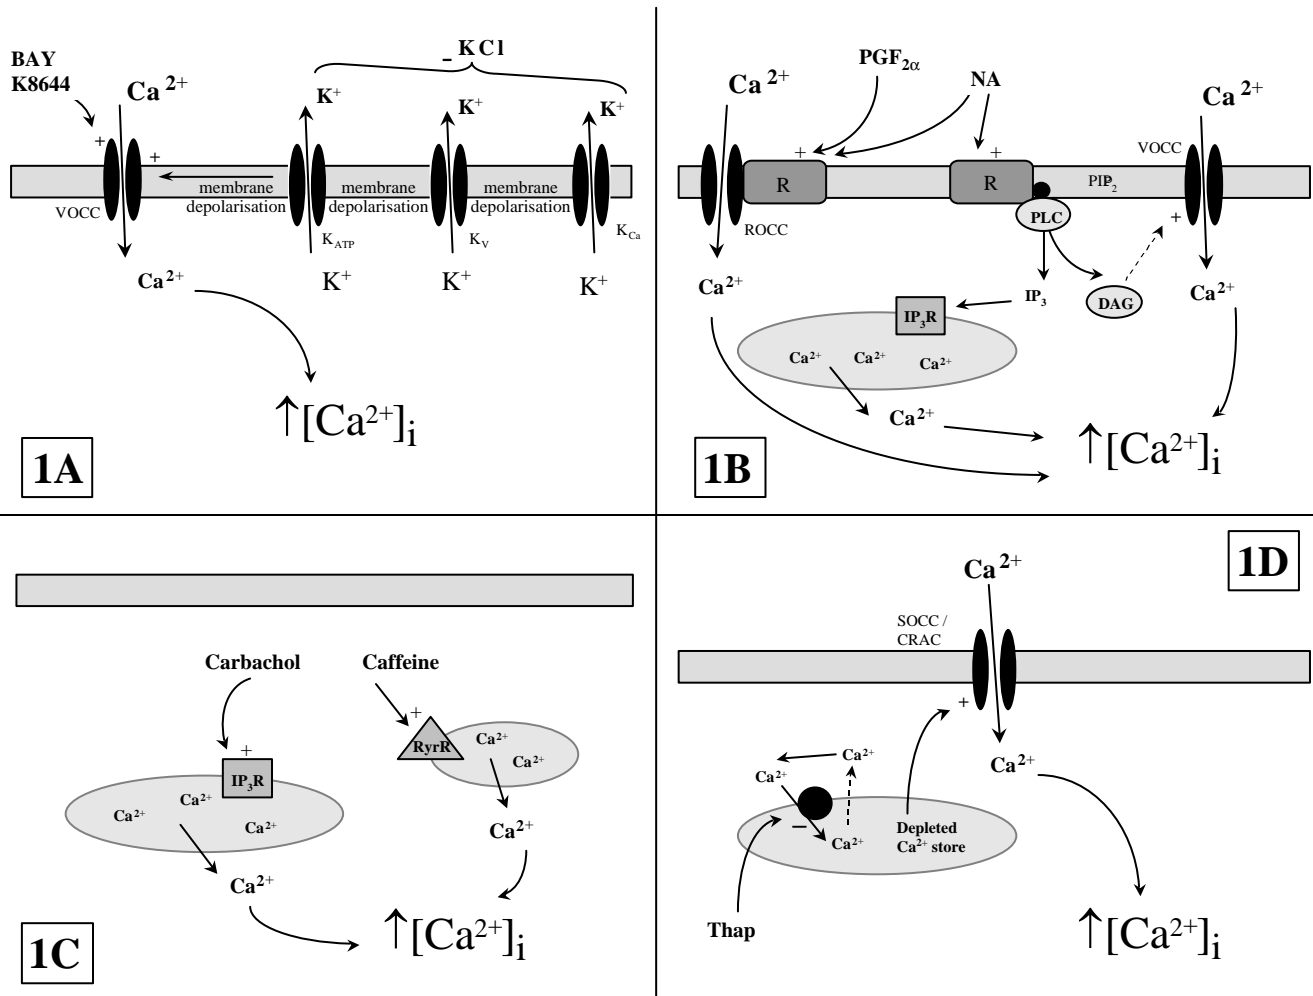 BAY
K8644
Ca 2+
– KCl
K+
K+
K+
+
+
membrane
depolarisation
membrane
depolarisation
membrane
depolarisation
VOCC
KATP
KV
KCa
Ca2+
K+
K+
K+
↑[Ca2+]i
1A
Ca 2+
PGF2α
NA
Ca 2+
VOCC
+
+
R
R
PIP2
+
PLC
ROCC
Ca2+
IP3
DAG
Ca2+
IP3R
Ca2+
Ca2+
Ca2+
Ca2+
↑[Ca2+]i
1B
Carbachol
Caffeine
+
+
RyrR
Ca2+
Ca2+
IP3R
Ca2+
Ca2+
Ca2+
Ca2+
Ca2+
↑[Ca2+]i
1C
1D
Ca 2+
SOCC /
CRAC
+
Ca2+
Ca2+
Ca2+
–
Ca2+
Depleted
Ca2+ store
Thap
↑[Ca2+]i